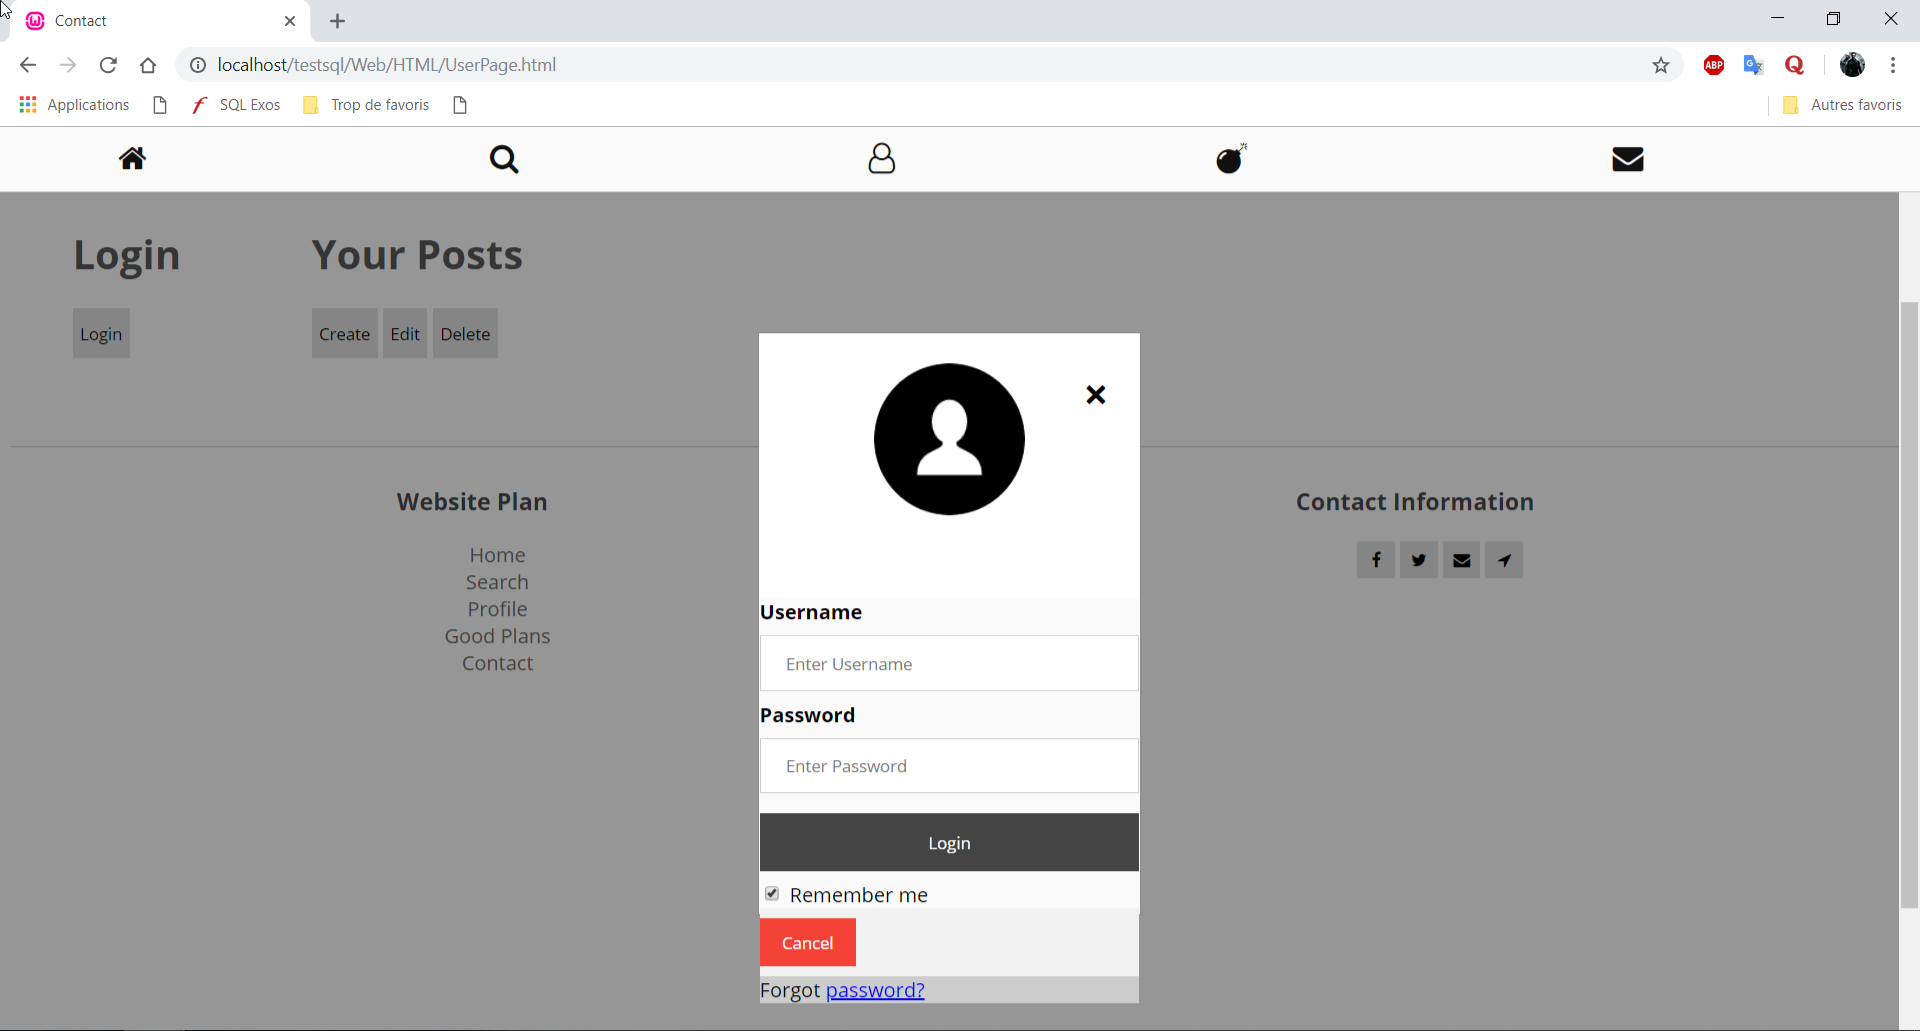 Contact
localhost/testsql/Web/HTML/UserPage.html
ABP
G
Q
Applications
SQL Exos
Trop de favoris
Autres favoris
Login
Your Posts
Login
Create
Edit
Delete
Website Plan
Home
Search
Profile
Good Plans
Contact
Username
Enter Username
Password
Enter Password
Login
Remember me
Cancel
Forgot password?
Contact Information